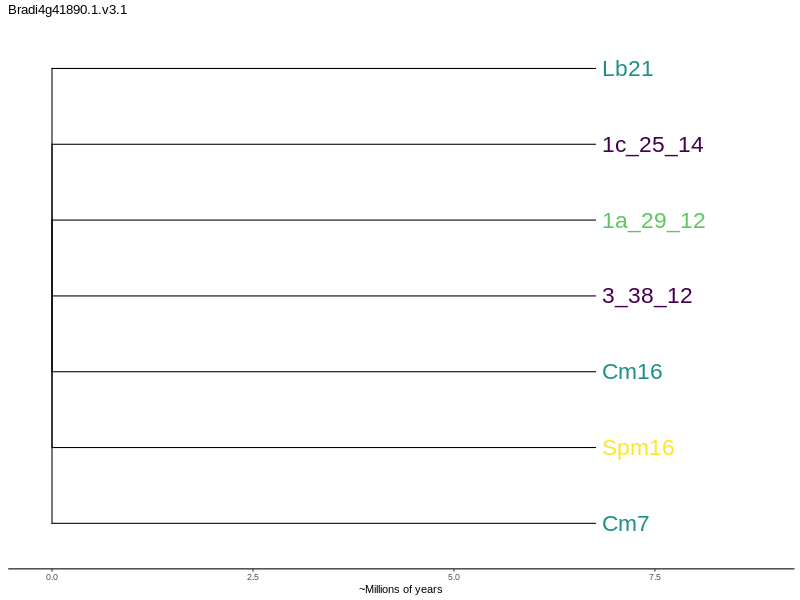 Bradi4g41890.1.v3.1
Lb21
1c_25_14
1a_29_12
3_38_12
Cm16
Spm16
Cm7
0.0 2.5 5.0 7.5
~Millions of years